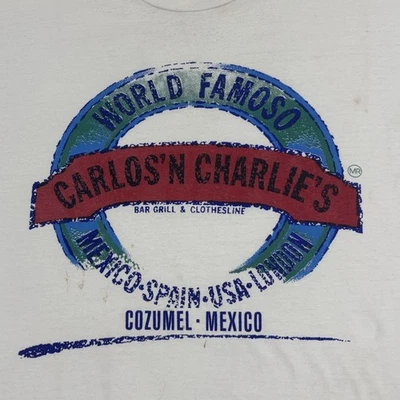 WORLD FAMOSO
CARLOS'N CHARLIE'S
MR
BAR GRILL & CLOTHESLINE
MEXICO·SPAIN·USA·LONDON
COZUMEL · MEXICO